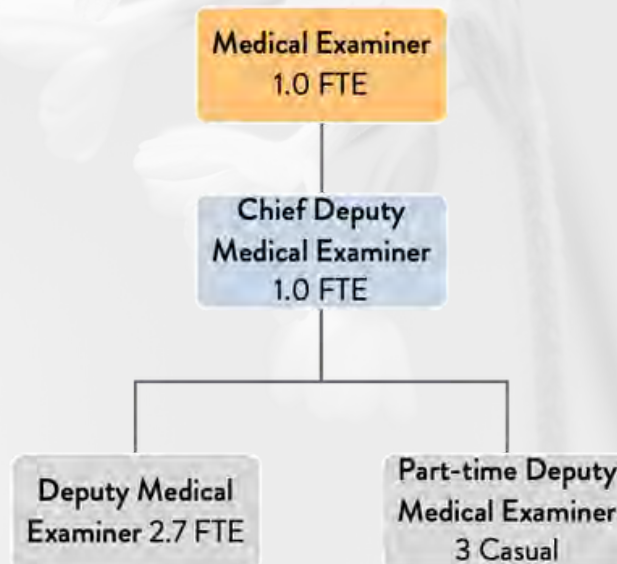 Medical Examiner
1.0 FTE
Chief Deputy
Medical Examiner
1.0 FTE
Deputy Medical
Examiner 2.7 FTE
Part-time Deputy
Medical Examiner
3 Casual